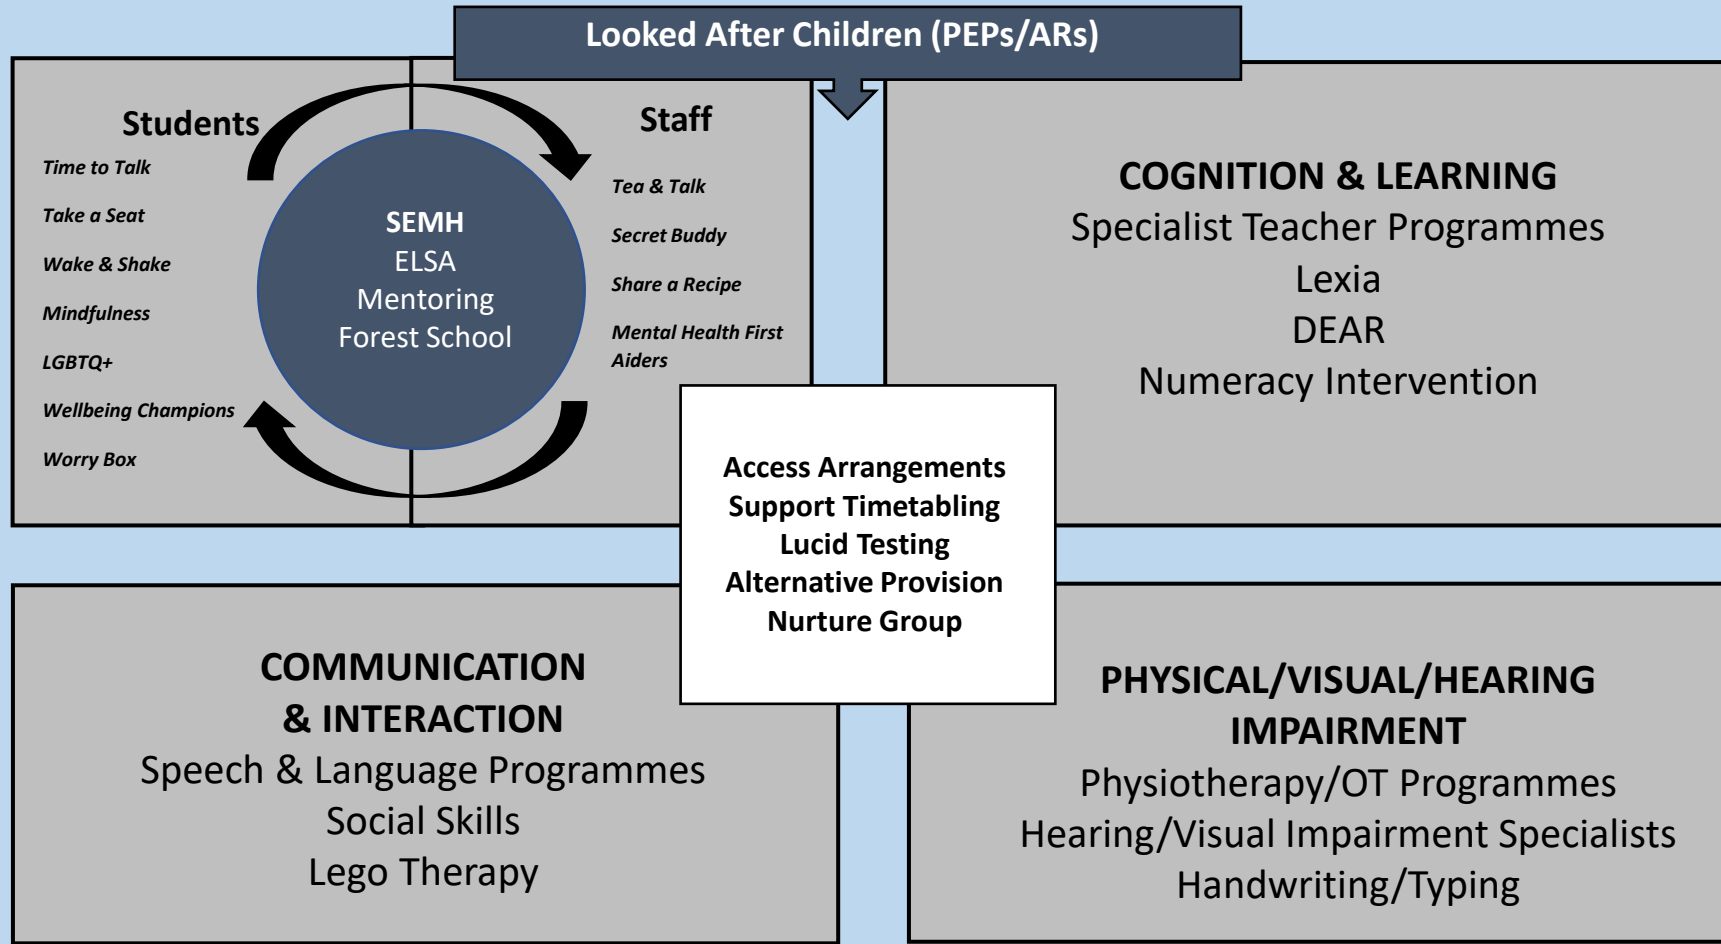 Looked After Children (PEPs/ARs)
Students
Time to Talk
Take a Seat
Wake & Shake
Mindfulness
LGBTQ+
Wellbeing Champions
Worry Box
SEMH
ELSA
Mentoring
Forest School
Staff
Tea & Talk
Secret Buddy
Share a Recipe
Mental Health First
Aiders
COGNITION & LEARNING
Specialist Teacher Programmes
Lexia
DEAR
Numeracy Intervention
Access Arrangements
Support Timetabling
Lucid Testing
Alternative Provision
Nurture Group
COMMUNICATION
& INTERACTION
Speech & Language Programmes
Social Skills
Lego Therapy
PHYSICAL/VISUAL/HEARING
IMPAIRMENT
Physiotherapy/OT Programmes
Hearing/Visual Impairment Specialists
Handwriting/Typing